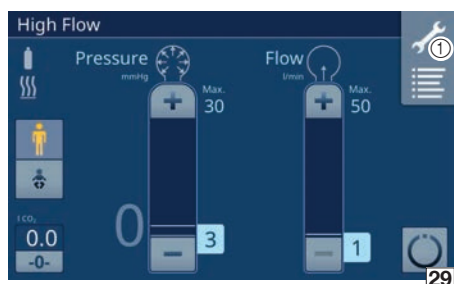 High Flow
①
Pressure
mmHg
Flow
l/min
+
Max.
30
+
Max.
50
0
3
-
1
-
I CO₂
0.0
-0-
29